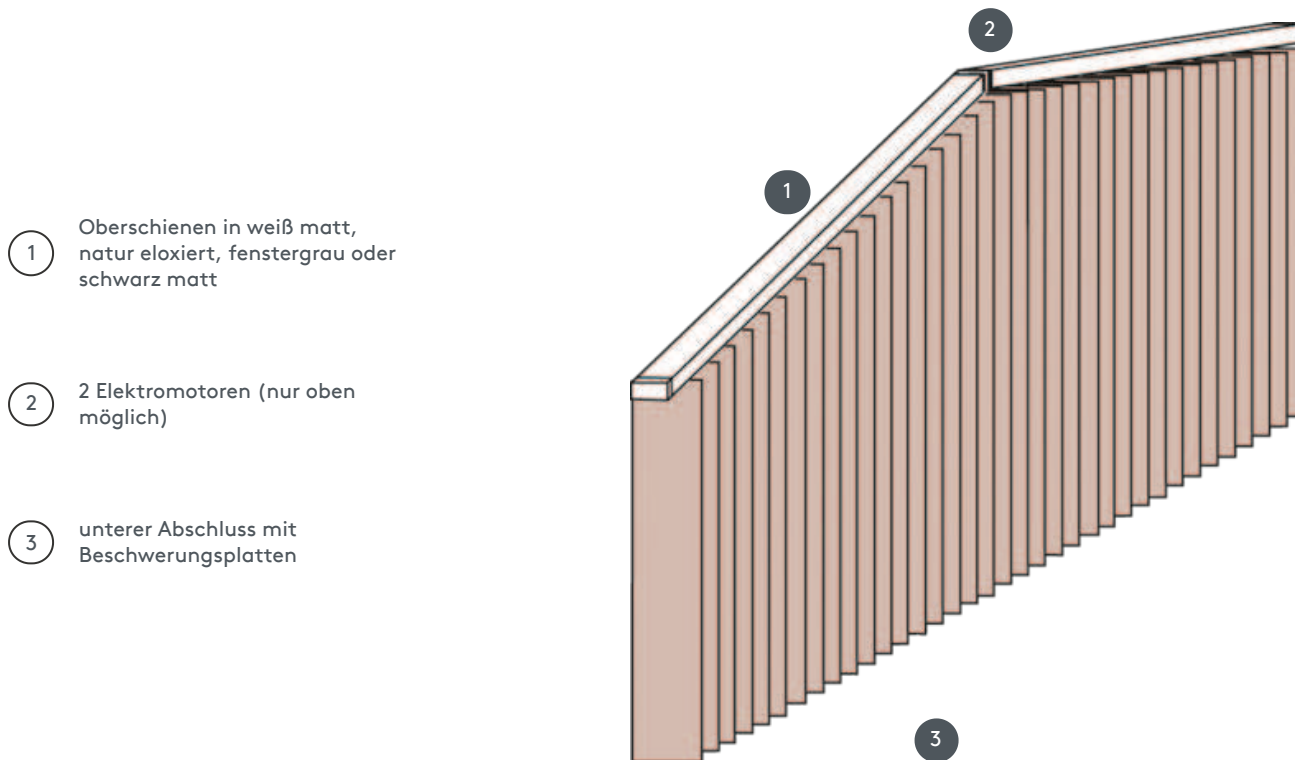 1
Oberschienen in weiß matt,
natur eloxiert, fenstergrau oder
schwarz matt
2
2 Elektromotoren (nur oben
möglich)
3
unterer Abschluss mit
Beschwerungsplatten
2
1
3